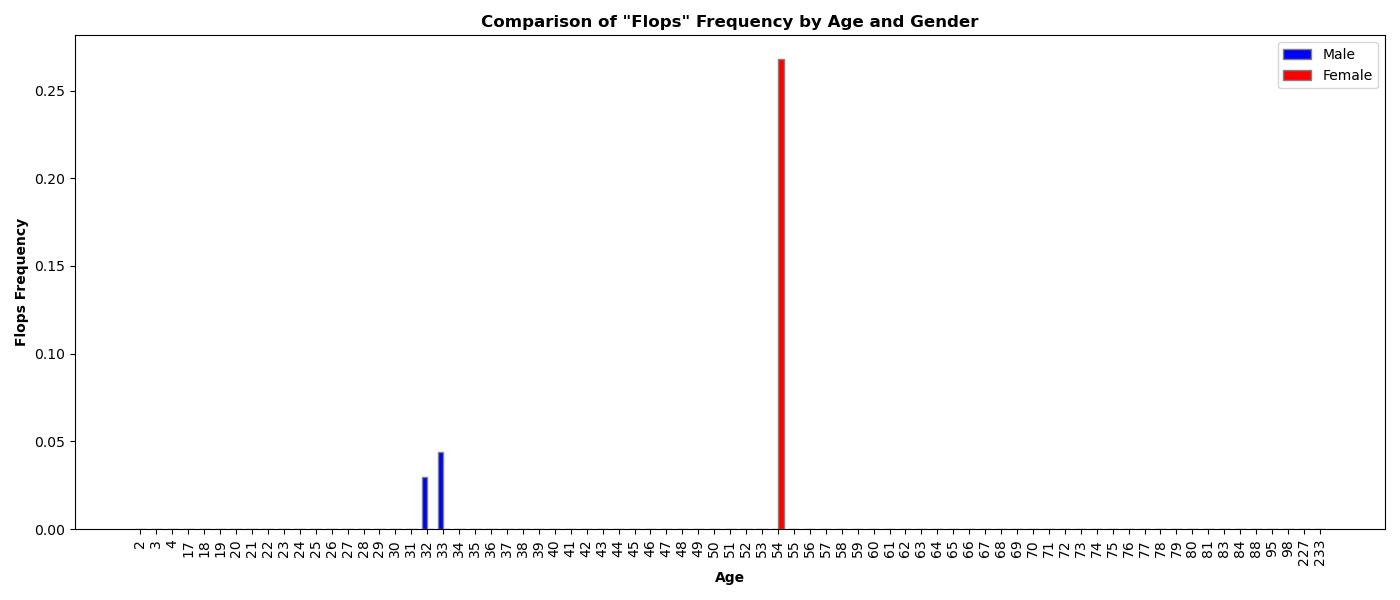 Comparison of "Flops" Frequency by Age and Gender
Male
Female
0.25
0.20
0.15
0.10
0.05
0.00
Flops Frequency
2 3 4 17 18 19 20 21 22 23 24 25 26 27 28 29 30 31 32 33 34 35 36 37 38 39 40 41 42 43 44 45 46 47 48 49 50 51 52 53 54 55 56 57 58 59 60 61 62 63 64 65 66 67 68 69 70 71 72 73 74 75 76 77 78 79 80 81 83 84 88 95 98 227 233
Age